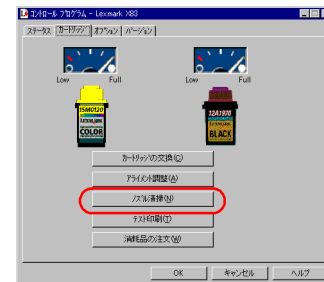 コントロール プログラム - Lexmark X83
ステータス カートリッジ オプション バージョン
Low Full Low Full
15M0120 12A1970
LEXMARK LEXMARK
COLOR BLACK
カートリッジの交換(C)
アライメント調整(A)
ノズル清掃(N)
テスト印刷(T)
消耗品の注文(W)
OK キャンセル ヘルプ